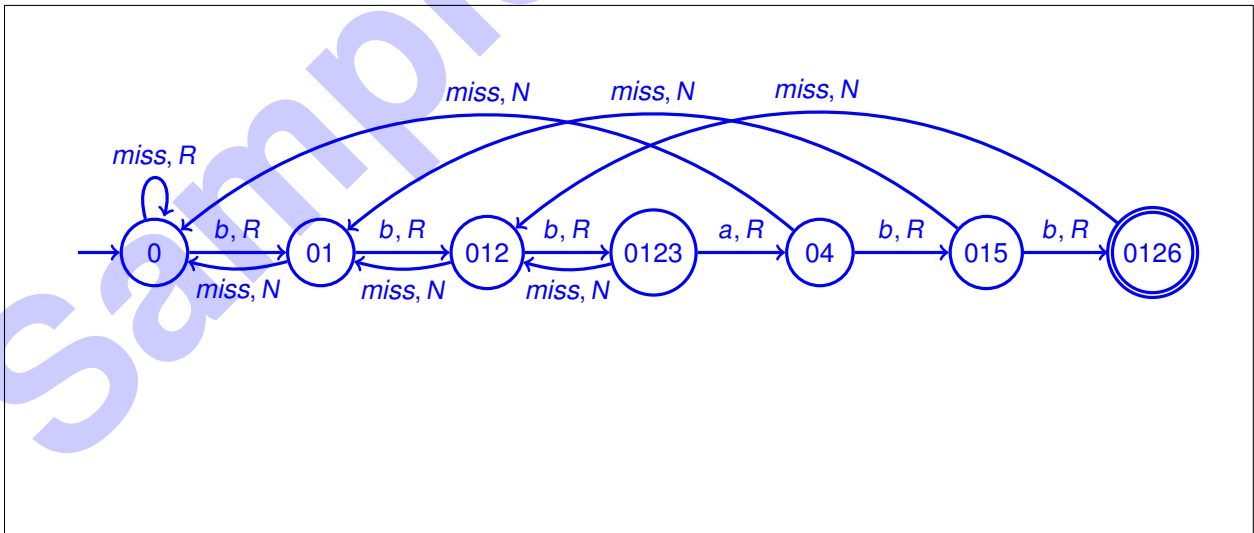 miss, N miss, N miss, N
miss, R
b, R b, R b, R a, R b, R b, R
0 01 012 0123 04 015 0126
miss, N miss, N miss, N
Sample